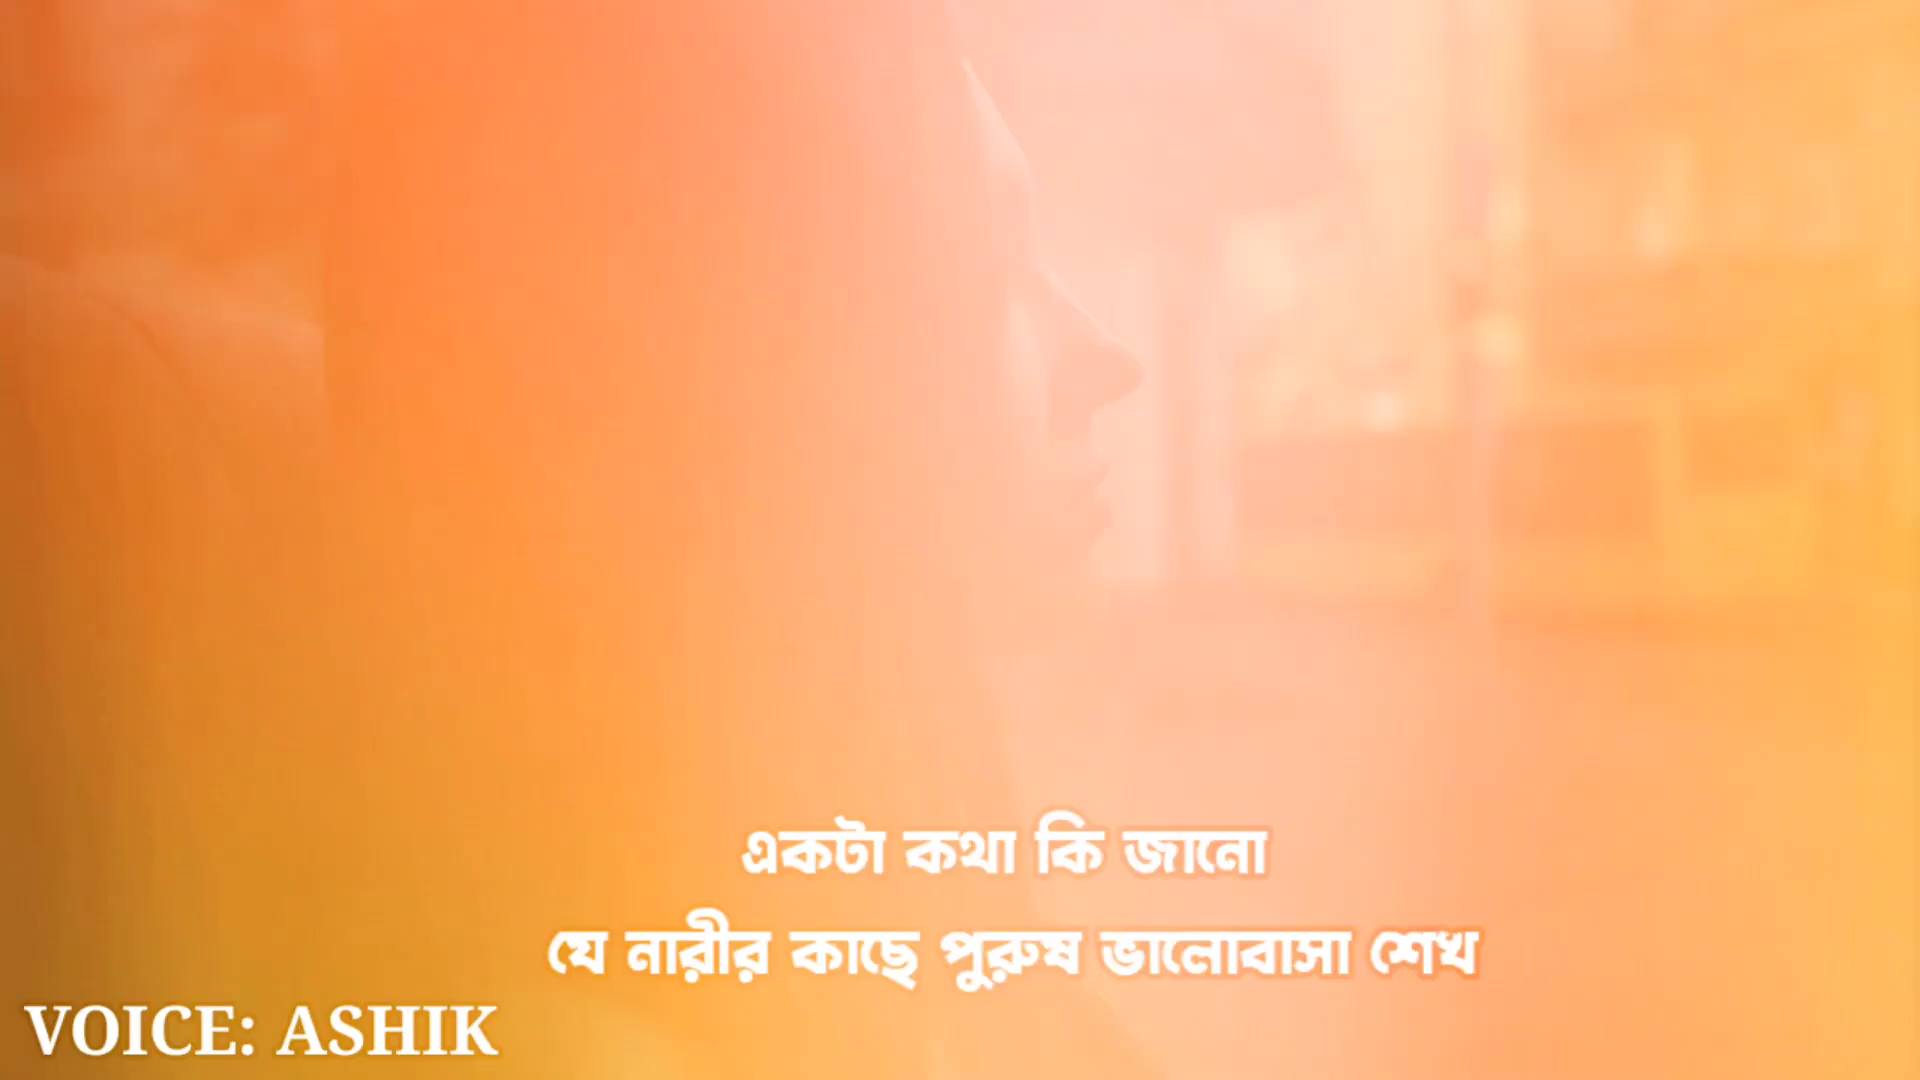 একটা কথা কি জানো
যে নারীর কাছে পুরুষ ভালোবাসা শেখ
VOICE: ASHIK